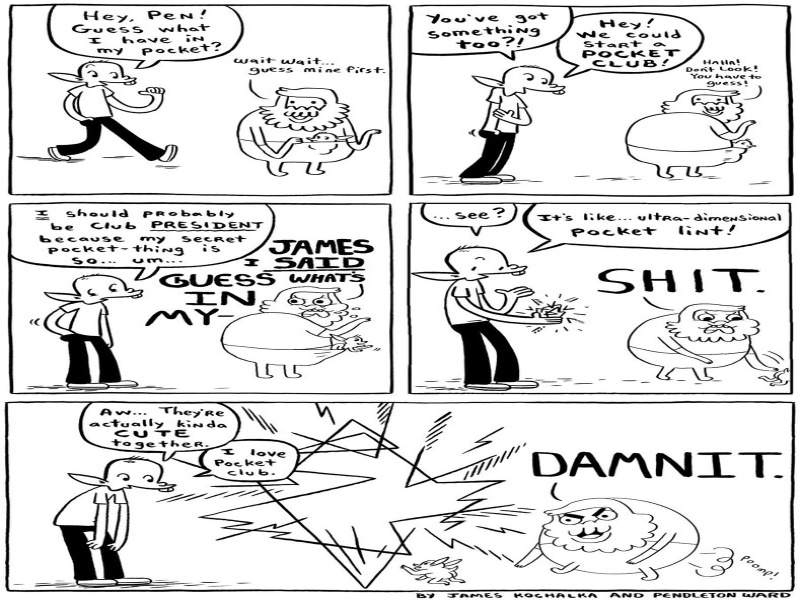 Hey, Pen!
Guess what
I have in
my pocket?
wait wait...
guess mine first.
You've got
something
too?!
Hey!
We could
start a
POCKET
CLUB!
HAHA!
Don't Look!
You have to
guess!
I should probably
be club PRESIDENT
because my secret
pocket-thing is
so... um...
JAMES
I SAID
GUESS WHAT'S
IN
MY-
...see?
It's like... ultra-dimensional
pocket lint!
SHIT.
Aw... They're
actually kinda
CUTE
together.
I love
Pocket
club.
DAMNIT.
Poomp!
BY JAMES KOCHALKA AND PENDLETON WARD